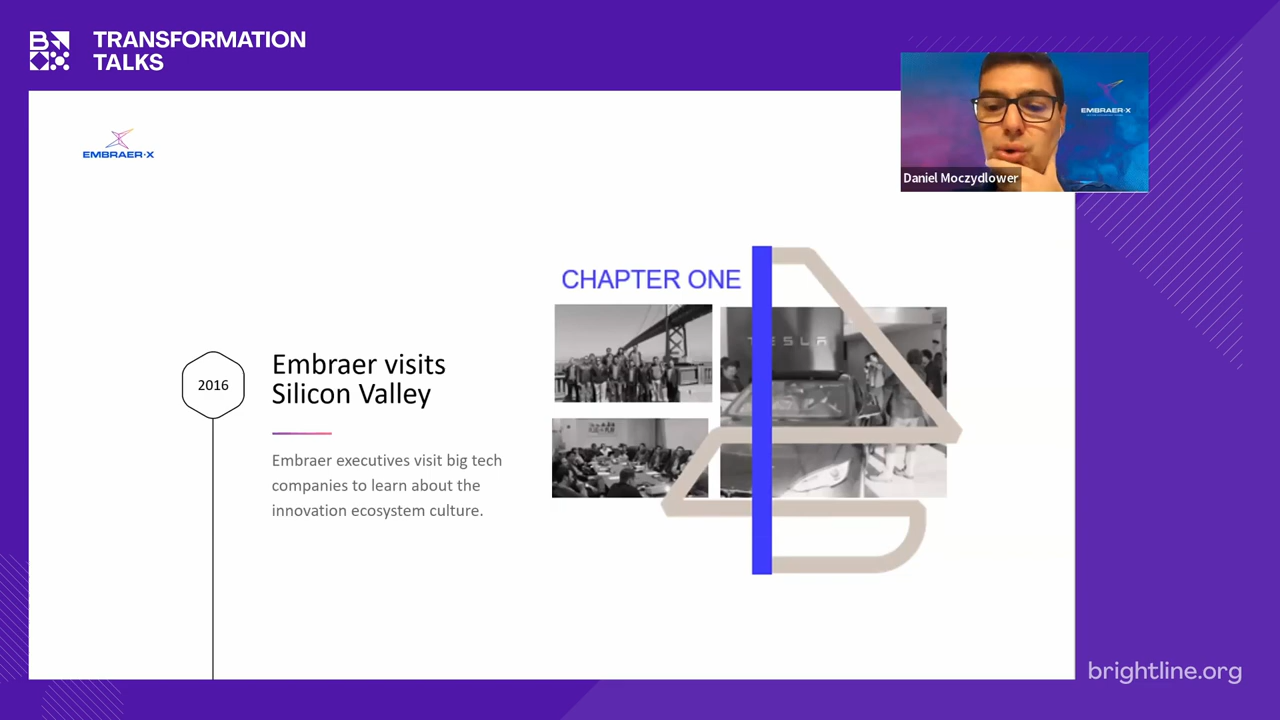 TRANSFORMATION
TALKS
EMBRAER-X
EMBRAER-X
Daniel Moczydlower
CHAPTER ONE
TESLA
2016
Embraer visits
Silicon Valley
Embraer executives visit big tech
companies to learn about the
innovation ecosystem culture.
brightline.org